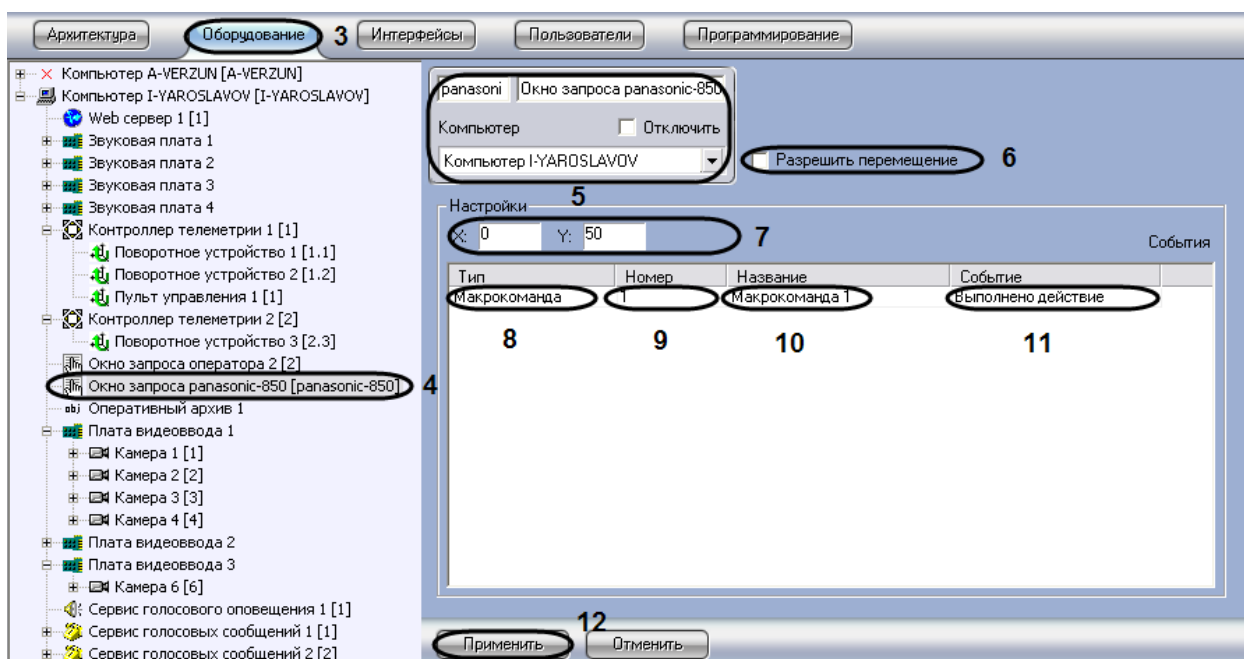 Архитектура Оборудование 3 Интерфейсы Пользователи Программирование
Компьютер A-VERZUN [A-VERZUN]
Компьютер I-YAROSLAVOV [I-YAROSLAVOV]
Web сервер 1 [1]
Звуковая плата 1
Звуковая плата 2
Звуковая плата 3
Звуковая плата 4
Контроллер телеметрии 1 [1]
Поворотное устройство 1 [1.1]
Поворотное устройство 2 [1.2]
Пульт управления 1 [1]
Контроллер телеметрии 2 [2]
Поворотное устройство 3 [2.3]
Окно запроса оператора 2 [2]
Окно запроса panasonic-850 [panasonic-850] 4
obj Оперативный архив 1
Плата видеоввода 1
Камера 1 [1]
Камера 2 [2]
Камера 3 [3]
Камера 4 [4]
Плата видеоввода 2
Плата видеоввода 3
Камера 6 [6]
Сервис голосового оповещения 1 [1]
Сервис голосовых сообщений 1 [1]
Сервис голосовых сообщений 2 [2]
panasoni Окно запроса panasonic-850
Компьютер Отключить
Компьютер I-YAROSLAVOV
Разрешить перемещение 6
5
Настройки
X: 0 Y: 50 7
События
Тип Номер Название Событие
Макрокоманда 1 Макрокоманда 1 Выполнено действие
8 9 10 11
12
Применить Отменить